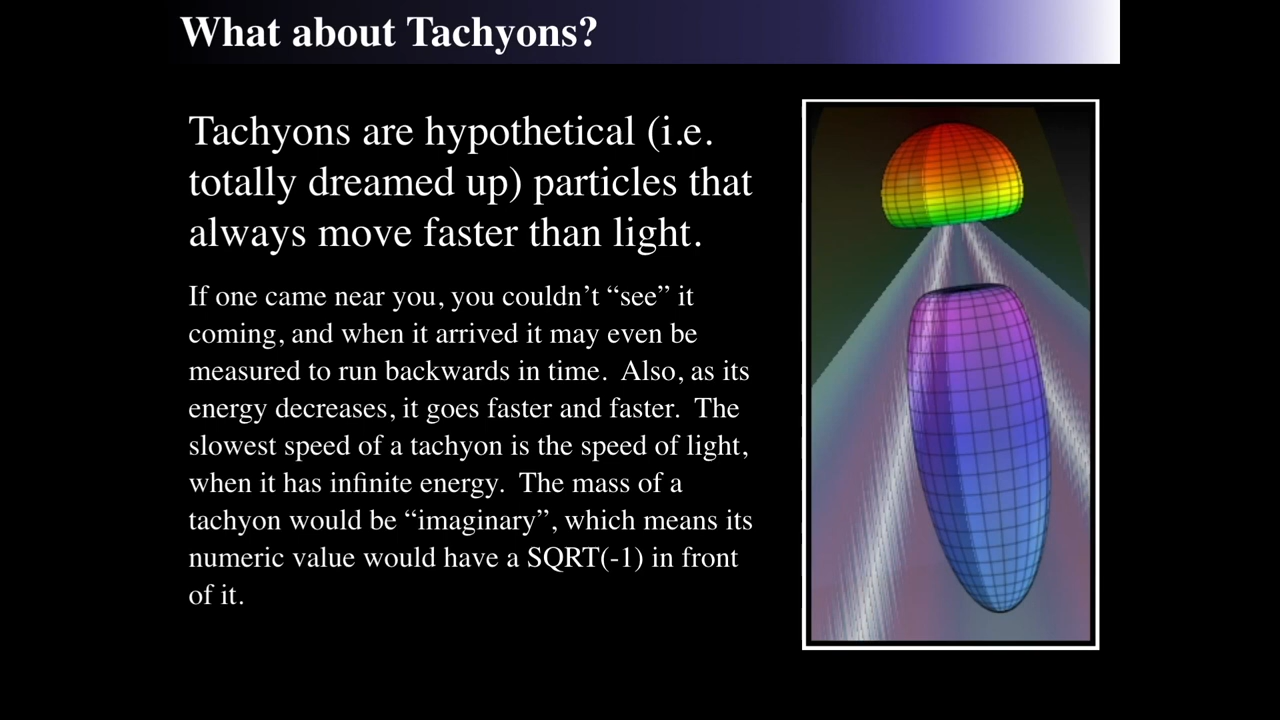 What about Tachyons?
Tachyons are hypothetical (i.e.
totally dreamed up) particles that
always move faster than light.
If one came near you, you couldn’t “see” it
coming, and when it arrived it may even be
measured to run backwards in time.  Also, as its
energy decreases, it goes faster and faster.  The
slowest speed of a tachyon is the speed of light,
when it has infinite energy.  The mass of a
tachyon would be “imaginary”, which means its
numeric value would have a SQRT(-1) in front
of it.